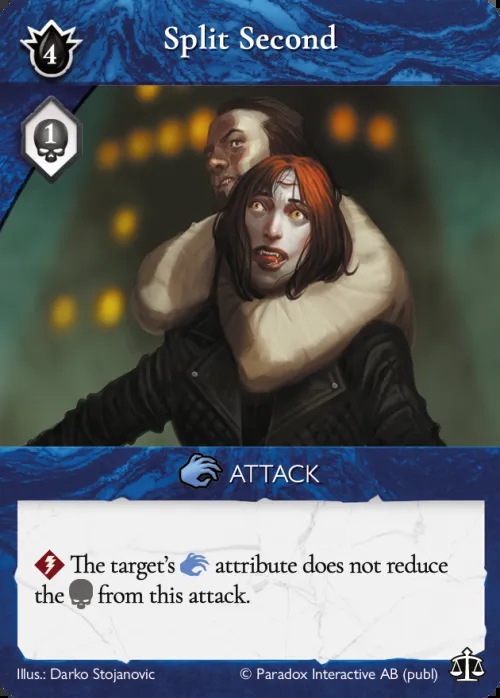 Split Second
4
1
ATTACK
The target's attribute does not reduce
the from this attack.
Illus.: Darko Stojanovic © Paradox Interactive AB (publ)